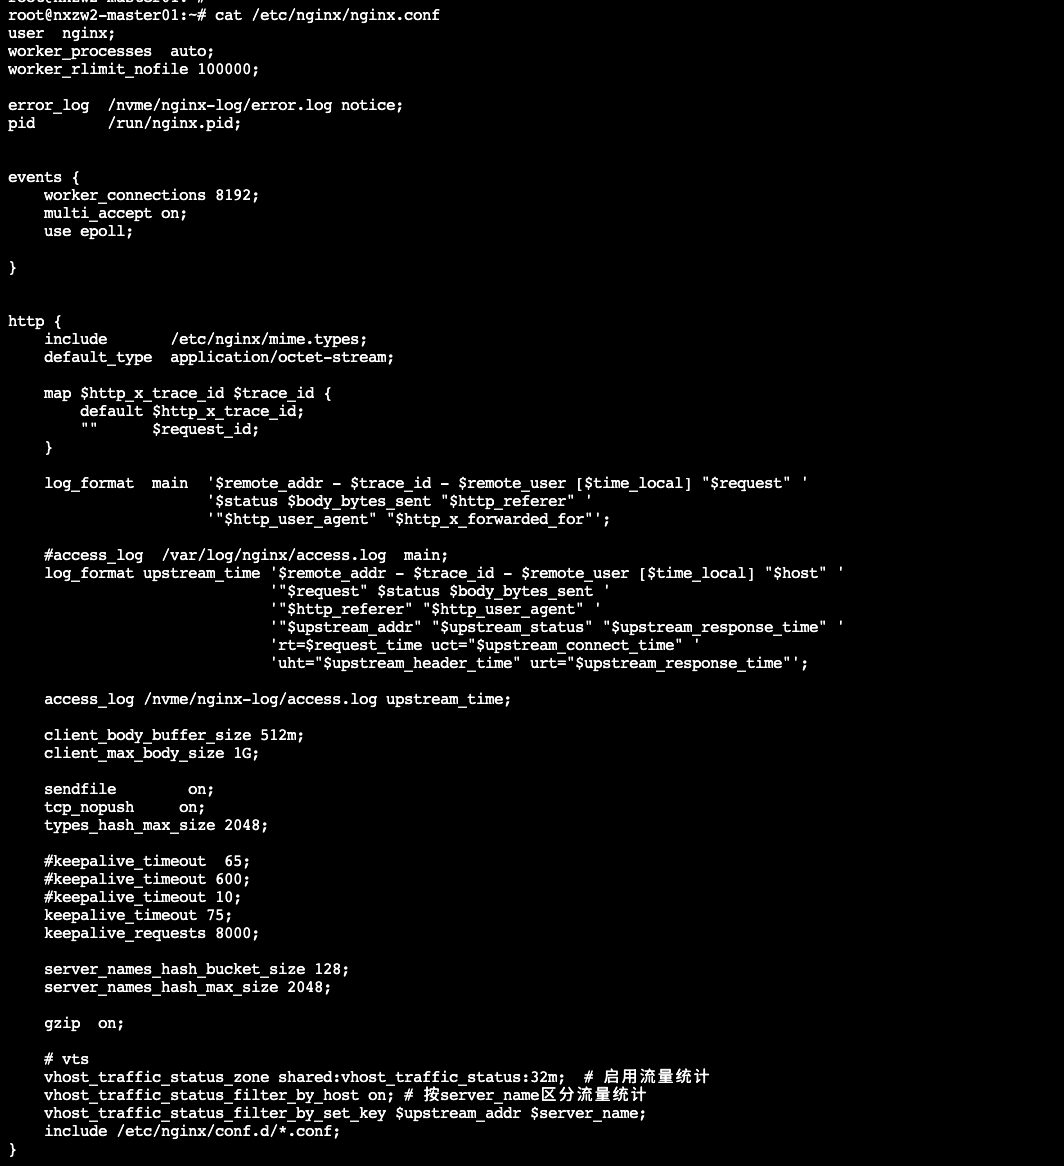 root@nxzw2-master01:~# cat /etc/nginx/nginx.conf
user  nginx;
worker_processes  auto;
worker_rlimit_nofile 100000;

error_log  /nvme/nginx-log/error.log notice;
pid        /run/nginx.pid;


events {
    worker_connections 8192;
    multi_accept on;
    use epoll;

}


http {
    include       /etc/nginx/mime.types;
    default_type  application/octet-stream;

    map $http_x_trace_id $trace_id {
        default $http_x_trace_id;
        ""      $request_id;
    }

    log_format  main  '$remote_addr - $trace_id - $remote_user [$time_local] "$request" '
                      '$status $body_bytes_sent "$http_referer" '
                      '"$http_user_agent" "$http_x_forwarded_for"';

    #access_log  /var/log/nginx/access.log  main;
    log_format upstream_time '$remote_addr - $trace_id - $remote_user [$time_local] "$host" '
                             '"$request" $status $body_bytes_sent '
                             '"$http_referer" "$http_user_agent" '
                             '"$upstream_addr" "$upstream_status" "$upstream_response_time" '
                             'rt=$request_time uct="$upstream_connect_time" '
                             'uht="$upstream_header_time" urt="$upstream_response_time"';

    access_log /nvme/nginx-log/access.log upstream_time;

    client_body_buffer_size 512m;
    client_max_body_size 1G;

    sendfile        on;
    tcp_nopush     on;
    types_hash_max_size 2048;

    #keepalive_timeout  65;
    #keepalive_timeout 600;
    #keepalive_timeout 10;
    keepalive_timeout 75;
    keepalive_requests 8000;

    server_names_hash_bucket_size 128;
    server_names_hash_max_size 2048;

    gzip  on;

    # vts
    vhost_traffic_status_zone shared:vhost_traffic_status:32m;  # 启用流量统计
    vhost_traffic_status_filter_by_host on; # 按server_name区分流量统计
    vhost_traffic_status_filter_by_set_key $upstream_addr $server_name;
    include /etc/nginx/conf.d/*.conf;
}